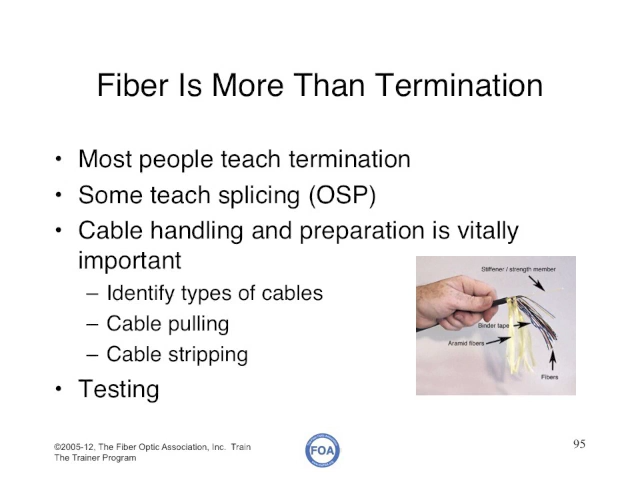 Fiber Is More Than Termination
• Most people teach termination
• Some teach splicing (OSP)
• Cable handling and preparation is vitally
important
– Identify types of cables
– Cable pulling
– Cable stripping
• Testing
Stiffener / strength member
Binder tape
Aramid fibers
Fibers
©2005-12, The Fiber Optic Association, Inc. Train
The Trainer Program
FOA
95